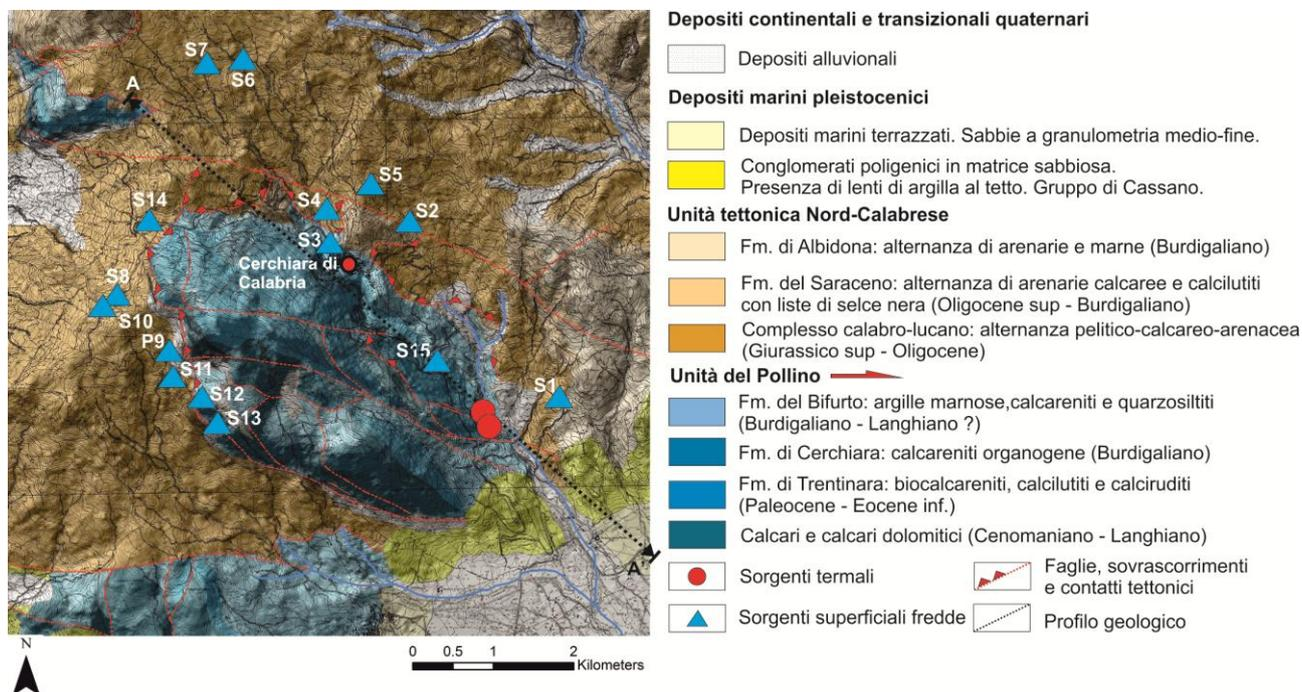 S7
S6
A
S14
S4
S5
S2
S3
Cerchiara di
Calabria
S8
S10
P9
S11
S12
S13
S15
S1
A'
N
0 0.5 1 2
Kilometers
Depositi continentali e transizionali quaternari
Depositi alluvionali
Depositi marini pleistocenici
Depositi marini terrazzati. Sabbie a granulometria medio-fine.
Conglomerati poligenici in matrice sabbiosa.
Presenza di lenti di argilla al tetto. Gruppo di Cassano.
Unità tettonica Nord-Calabrese
Fm. di Albidona: alternanza di arenarie e marne (Burdigaliano)
Fm. del Saraceno: alternanza di arenarie calcaree e calcilutiti
con liste di selce nera (Oligocene sup - Burdigaliano)
Complesso calabro-lucano: alternanza pelitico-calcareo-arenacea
(Giurassico sup - Oligocene)
Unità del Pollino
Fm. del Bifurto: argille marnose,calcareniti e quarzosiltiti
(Burdigaliano - Langhiano ?)
Fm. di Cerchiara: calcareniti organogene (Burdigaliano)
Fm. di Trentinara: biocalcareniti, calcilutiti e calciruditi
(Paleocene - Eocene inf.)
Calcari e calcari dolomitici (Cenomaniano - Langhiano)
Sorgenti termali
Faglie, sovrascorrimenti
e contatti tettonici
Sorgenti superficiali fredde
Profilo geologico